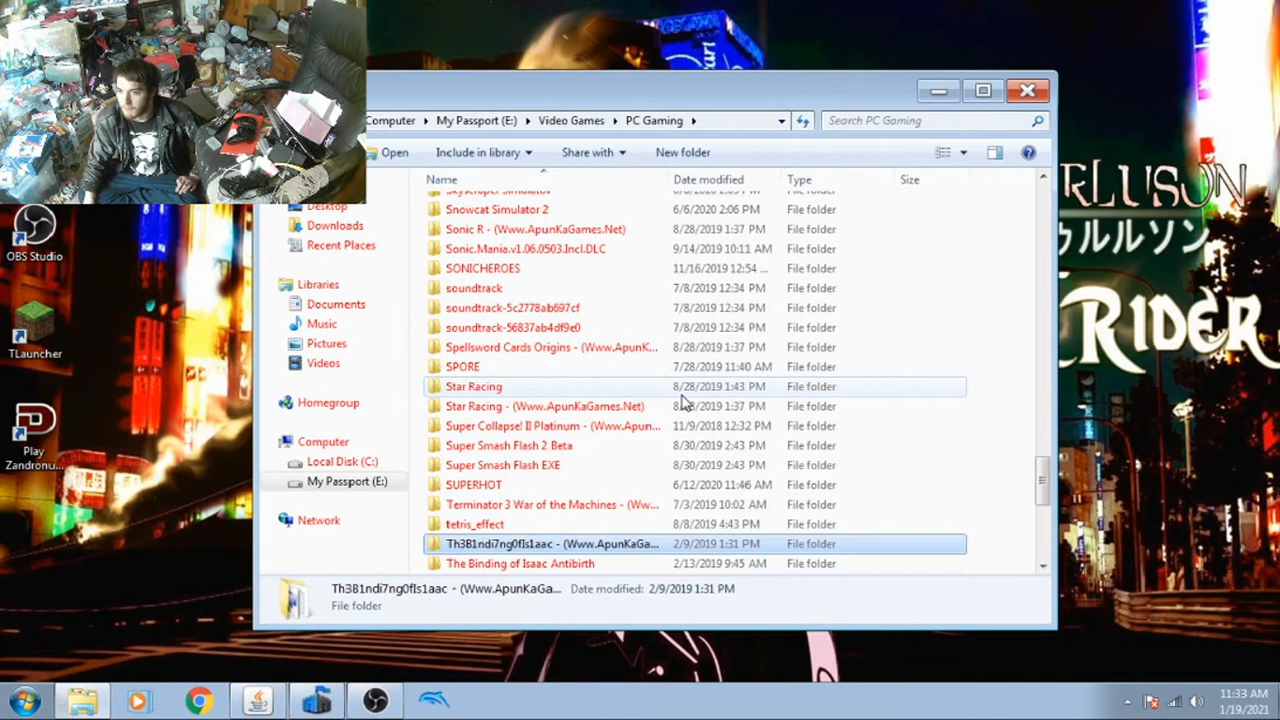 Computer ▸ My Passport (E:) ▸ Video Games ▸ PC Gaming ▸ Search PC Gaming
Open Include in library Share with New folder
Name Date modified Type Size
Desktop
Downloads
Recent Places
Libraries
Documents
Music
Pictures
Videos
Homegroup
Computer
Local Disk (C:)
My Passport (E:)
Network
Skyscraper Simulator File folder
Snowcat Simulator 2 6/6/2020 2:06 PM File folder
Sonic R - (Www.ApunKaGames.Net) 8/28/2019 1:37 PM File folder
Sonic.Mania.v1.06.0503.Incl.DLC 9/14/2019 10:11 AM File folder
SONICHEROES 11/16/2019 12:54 ... File folder
soundtrack 7/8/2019 12:34 PM File folder
soundtrack-5c2778ab697cf 7/8/2019 12:34 PM File folder
soundtrack-56837ab4df9e0 7/8/2019 12:34 PM File folder
Spellsword Cards Origins - (Www.ApunK... 8/28/2019 1:37 PM File folder
SPORE 7/28/2019 11:40 AM File folder
Star Racing 8/28/2019 1:43 PM File folder
Star Racing - (Www.ApunKaGames.Net) 1:37 PM File folder
Super Collapse! II Platinum - (Www.Apun... 11/9/2018 12:32 PM File folder
Super Smash Flash 2 Beta 8/30/2019 2:43 PM File folder
Super Smash Flash EXE 8/30/2019 2:43 PM File folder
SUPERHOT 6/12/2020 11:46 AM File folder
Terminator 3 War of the Machines - (Ww... 7/3/2019 10:02 AM File folder
tetris_effect 8/8/2019 4:43 PM File folder
Th3B1ndi7ng0fIs1aac - (Www.ApunKaGa... 2/9/2019 1:31 PM File folder
The Binding of Isaac Antibirth 2/13/2019 9:45 AM File folder
Th3B1ndi7ng0fIs1aac - (Www.ApunKaGa... Date modified: 2/9/2019 1:31 PM
File folder
OBS Studio
TLauncher
Play
Zandronu...
RLUSON
ゥルルソン
RIDER
11:33 AM
1/19/2021